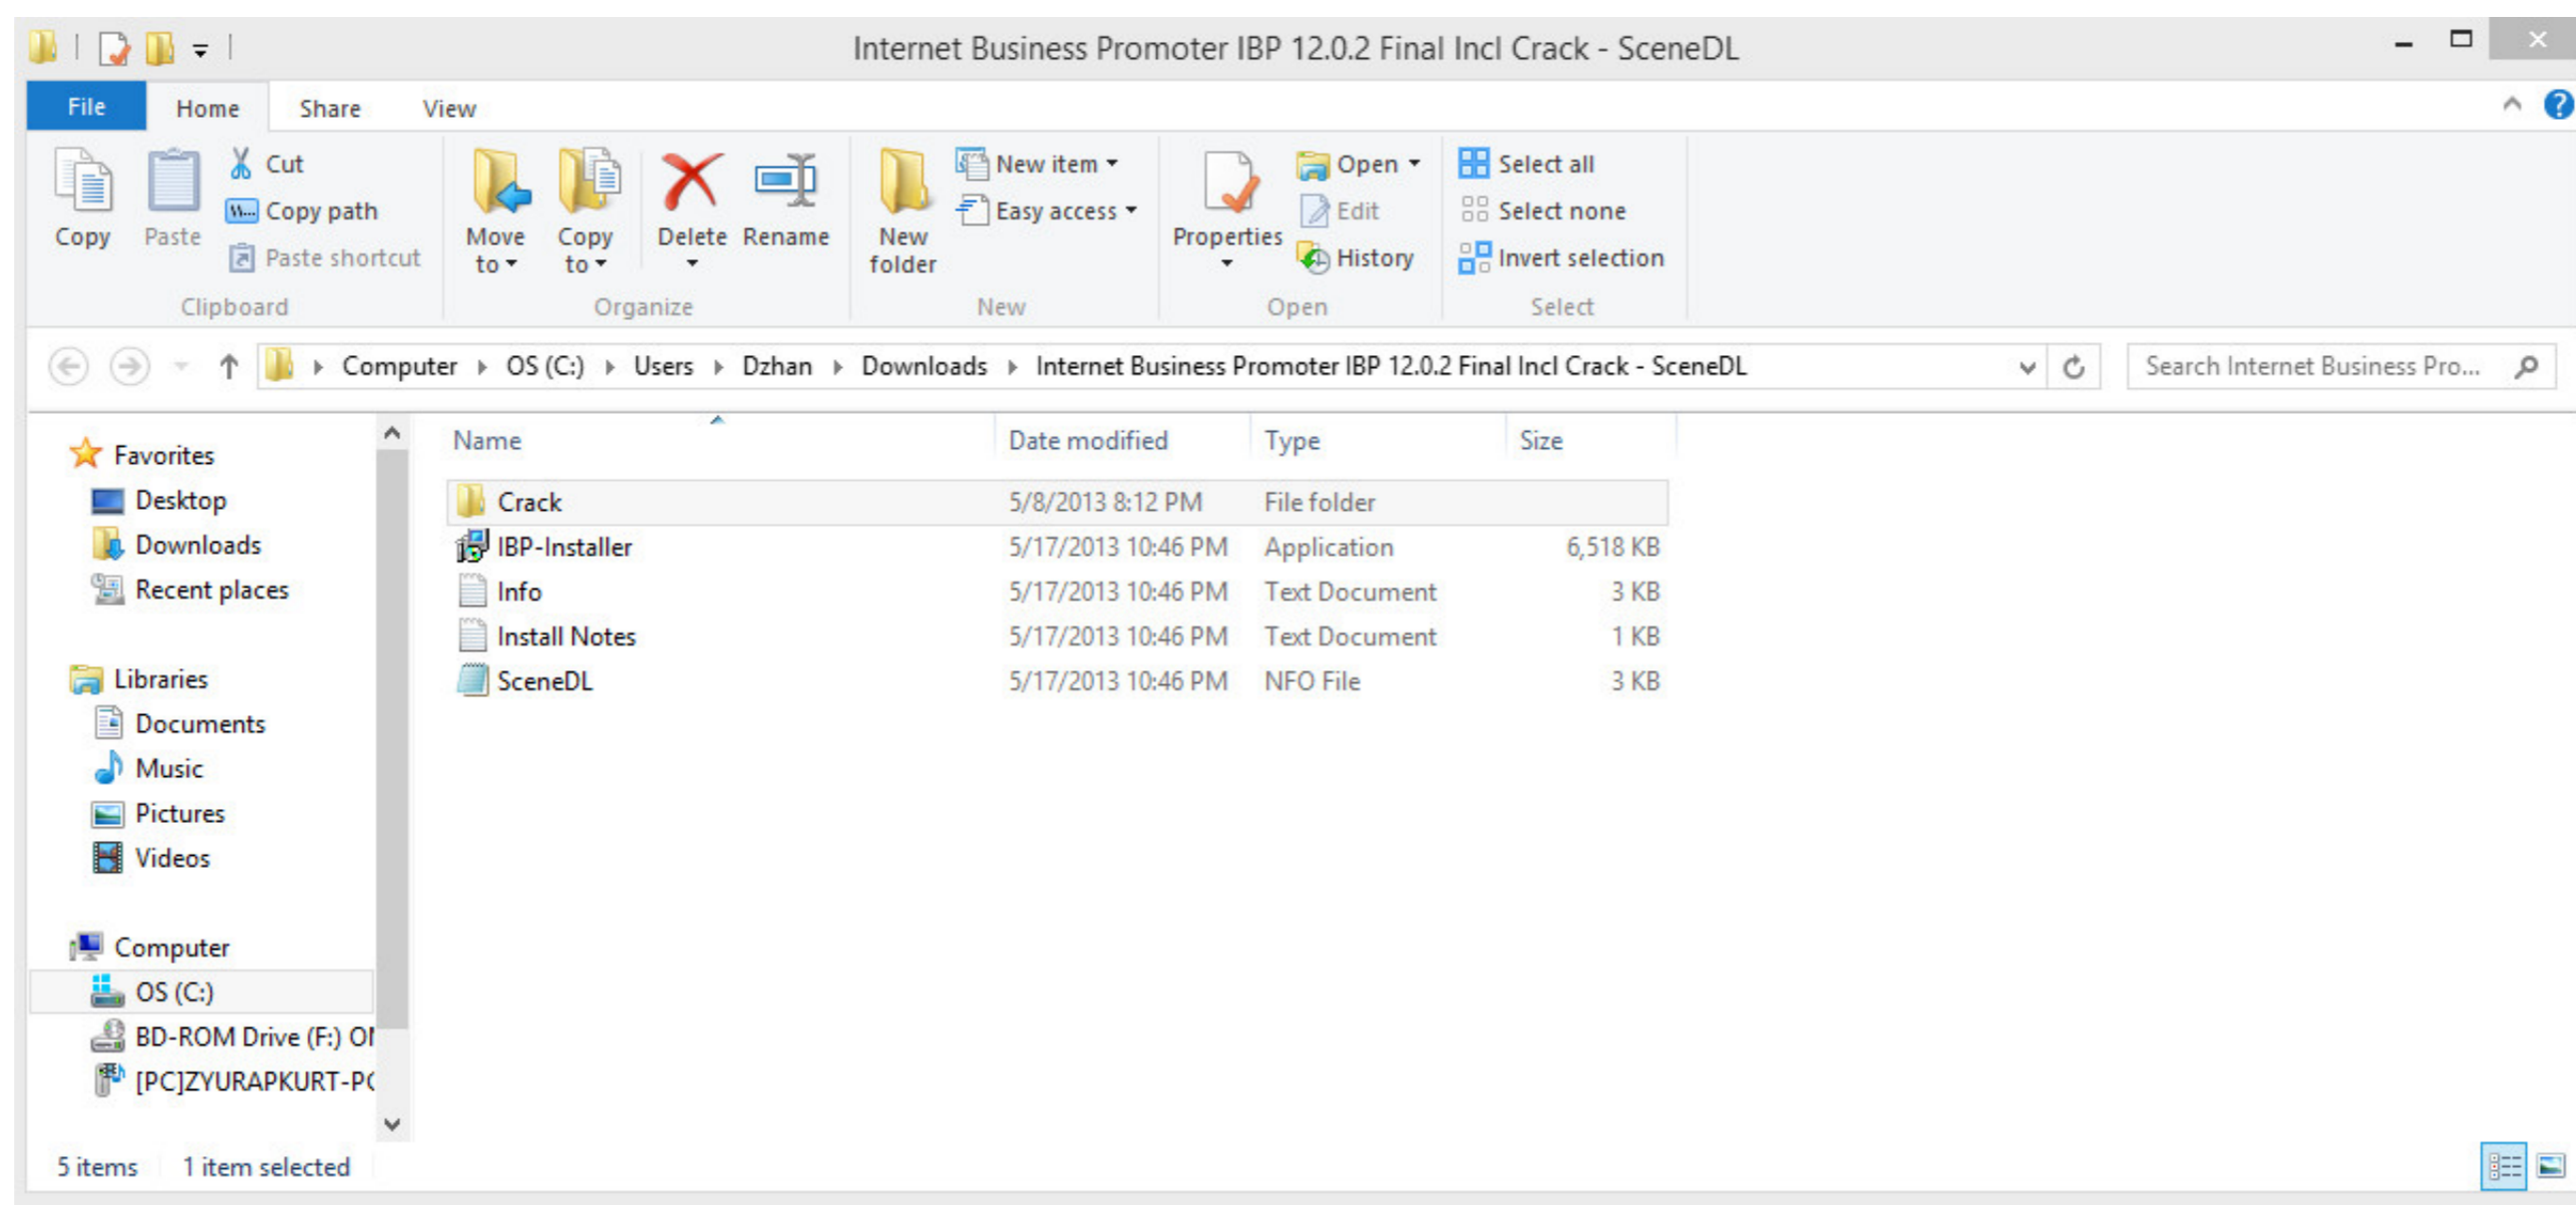 Internet Business Promoter IBP 12.0.2 Final Incl Crack - SceneDL
File Home Share View
Copy
Paste
Cut
Copy path
Paste shortcut
Clipboard
Move to
Copy to
Delete
Rename
Organize
New folder
New item
Easy access
New
Properties
Open
Edit
History
Open
Select all
Select none
Invert selection
Select
Computer OS (C:) Users Dzhan Downloads Internet Business Promoter IBP 12.0.2 Final Incl Crack - SceneDL
Search Internet Business Pro...
Favorites
Desktop
Downloads
Recent places
Libraries
Documents
Music
Pictures
Videos
Computer
OS (C:)
BD-ROM Drive (F:)
[PC]ZYURAPKURT-PC
Name Date modified Type Size
Crack 5/8/2013 8:12 PM File folder
IBP-Installer 5/17/2013 10:46 PM Application 6,518 KB
Info 5/17/2013 10:46 PM Text Document 3 KB
Install Notes 5/17/2013 10:46 PM Text Document 1 KB
SceneDL 5/17/2013 10:46 PM NFO File 3 KB
5 items 1 item selected